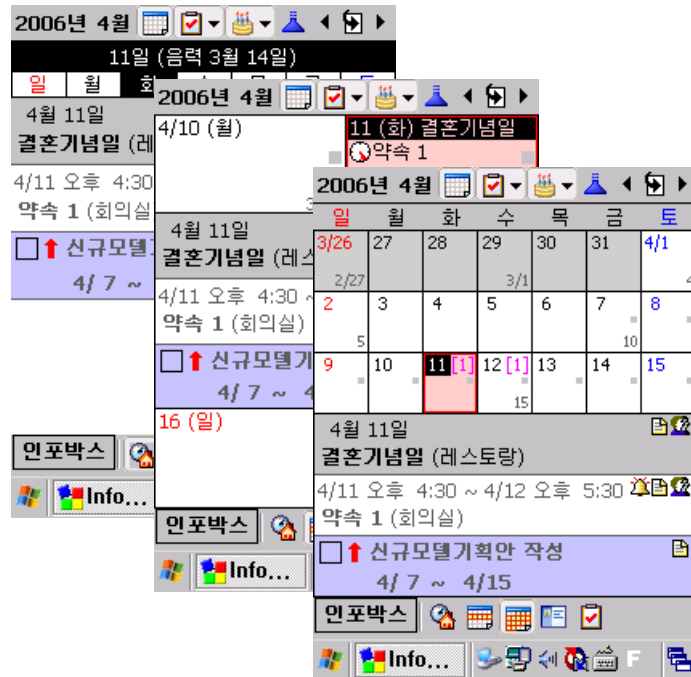 2006년 4월
11일 (음력 3월 14일)
일 월 화
4월 11일
결혼기념일
4/11 오후 4:30
약속 1 (회의실
신규모델
4/ 7 ~
인포박스
Info...
2006년 4월
4/10 (월)
11 (화) 결혼기념일
약속 1
3
4월 11일
결혼기념일 (레스
4/11 오후 4:30 ~
약속 1 (회의실)
신규모델기
4/ 7 ~ 4
16 (일)
인포박스
Info...
2006년 4월
일 월 화 수 목 금 토
3/26 27 28 29 30 31 4/1
2/27 3/1 4
2 3 4 5 6 7 8
5 10
9 10 11 [1] 12 [1] 13 14 15
15
4월 11일
결혼기념일 (레스토랑)
4/11 오후 4:30 ~ 4/12 오후 5:30
약속 1 (회의실)
신규모델기획안 작성
4/ 7 ~ 4/15
인포박스
Info...
F